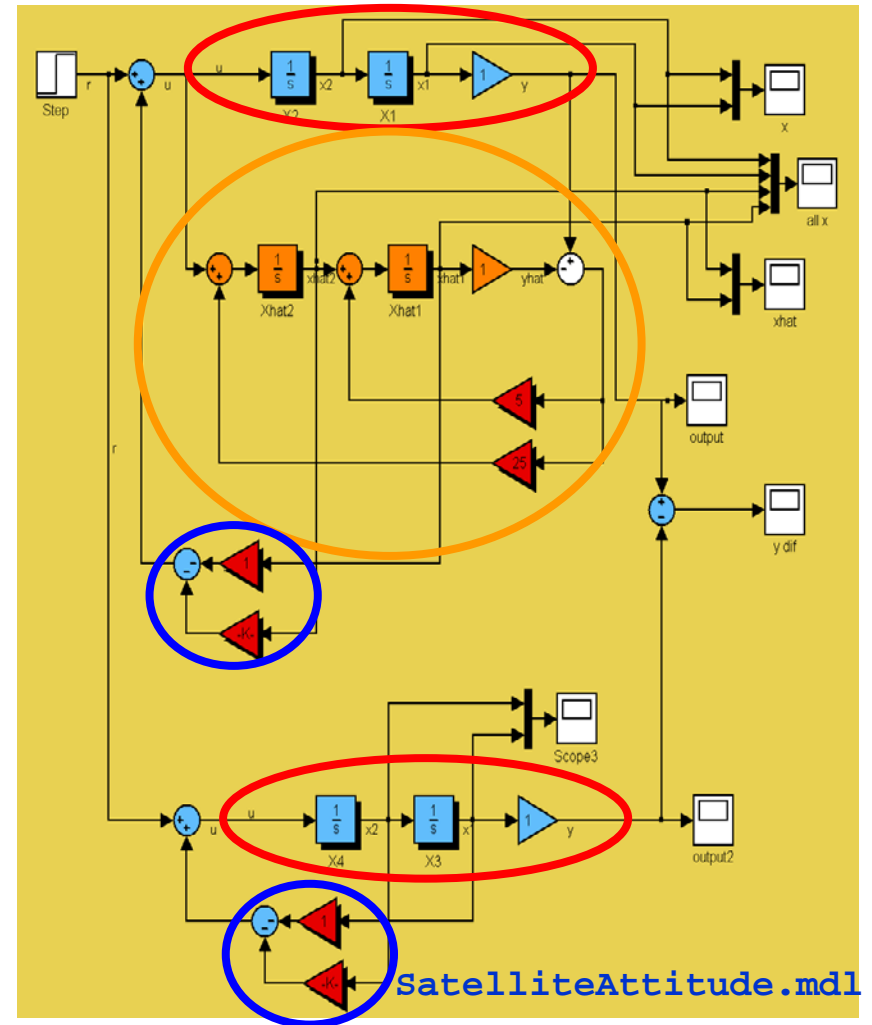 Step
r
u
u
1
s
X2
x2
1
s
X1
x1
1
y
x
all x
1
s
Xhat2
xhat2
1
s
Xhat1
xhat1
1
yhat
xhat
5
25
output
r
y dif
1
-K-
Scope3
u
u
1
s
X4
x2
1
s
X3
1
y
output2
1
-K-
SatelliteAttitude.mdl